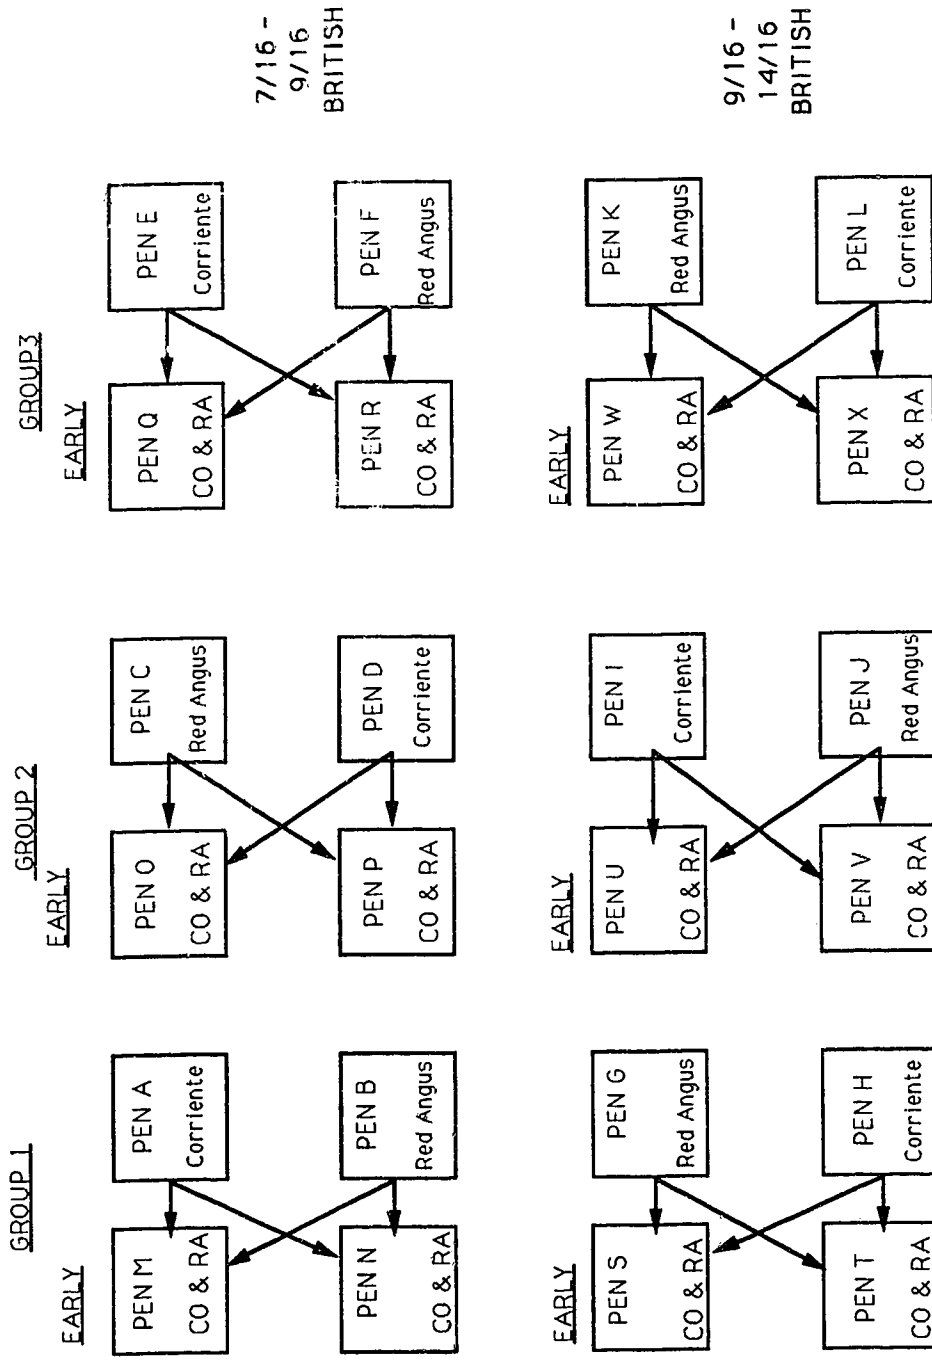 GROUP 1
GROUP 2
GROUP3
EARLY
EARLY
EARLY
PEN M
CO & RA
PEN A
Corriente
PEN O
CO & RA
PEN C
Red Angus
PEN Q
CO & RA
PEN E
Corriente
7/16 -
9/16
BRITISH
PEN N
CO & RA
PEN B
Red Angus
PEN P
CO & RA
PEN D
Corriente
PEN R
CO & RA
PEN F
Red Angus
EARLY
EARLY
EARLY
PEN S
CO & RA
PEN G
Red Angus
PEN U
CO & RA
PEN I
Corriente
PEN W
CO & RA
PEN K
Red Angus
9/16 -
14/16
BRITISH
PEN T
CO & RA
PEN H
Corriente
PEN V
CO & RA
PEN J
Red Angus
PEN X
CO & RA
PEN L
Corriente